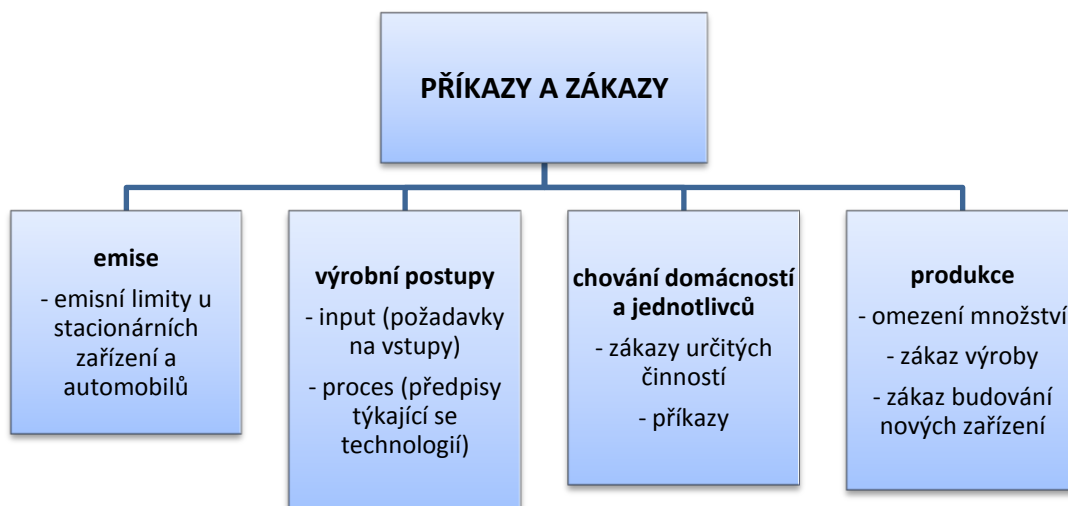 PŘÍKAZY A ZÁKAZY
emise
- emisní limity u
stacionárních
zařízení a
automobilů
výrobní postupy
- input (požadavky
na vstupy)
- proces (předpisy
týkající se
technologií)
chování domácností
a jednotlivců
- zákazy určitých
činností
- příkazy
produkce
- omezení množství
- zákaz výroby
- zákaz budování
nových zařízení